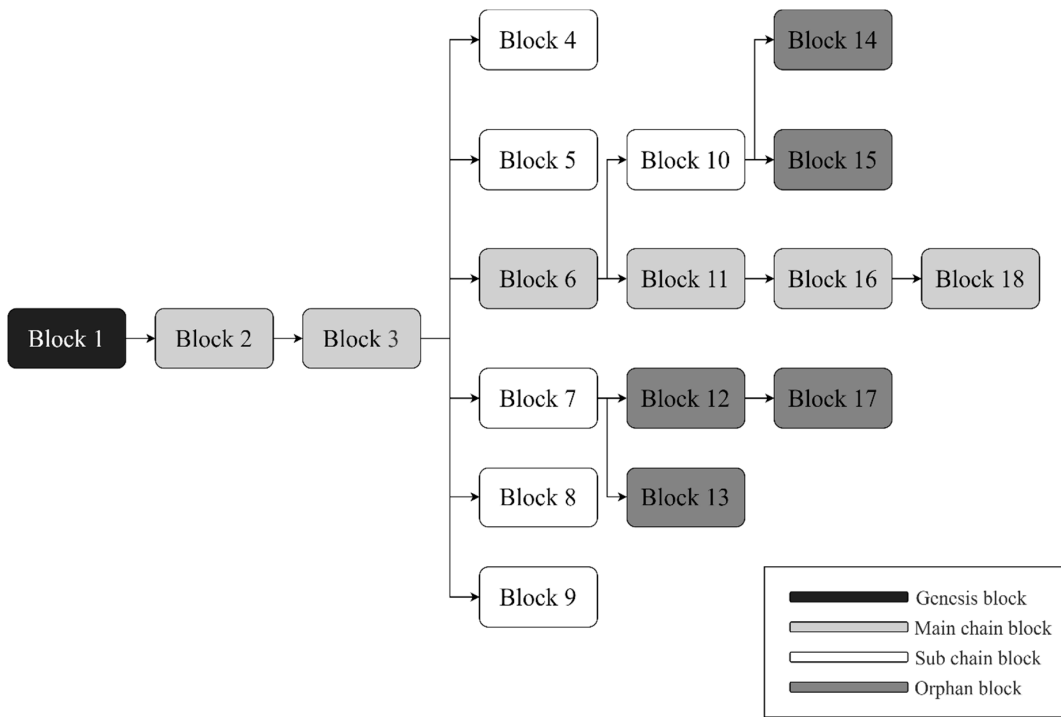 Block 4
Block 14
Block 5
Block 10
Block 15
Block 6
Block 11
Block 16
Block 18
Block 1
Block 2
Block 3
Block 7
Block 12
Block 17
Block 8
Block 13
Block 9
Genesis block
Main chain block
Sub chain block
Orphan block